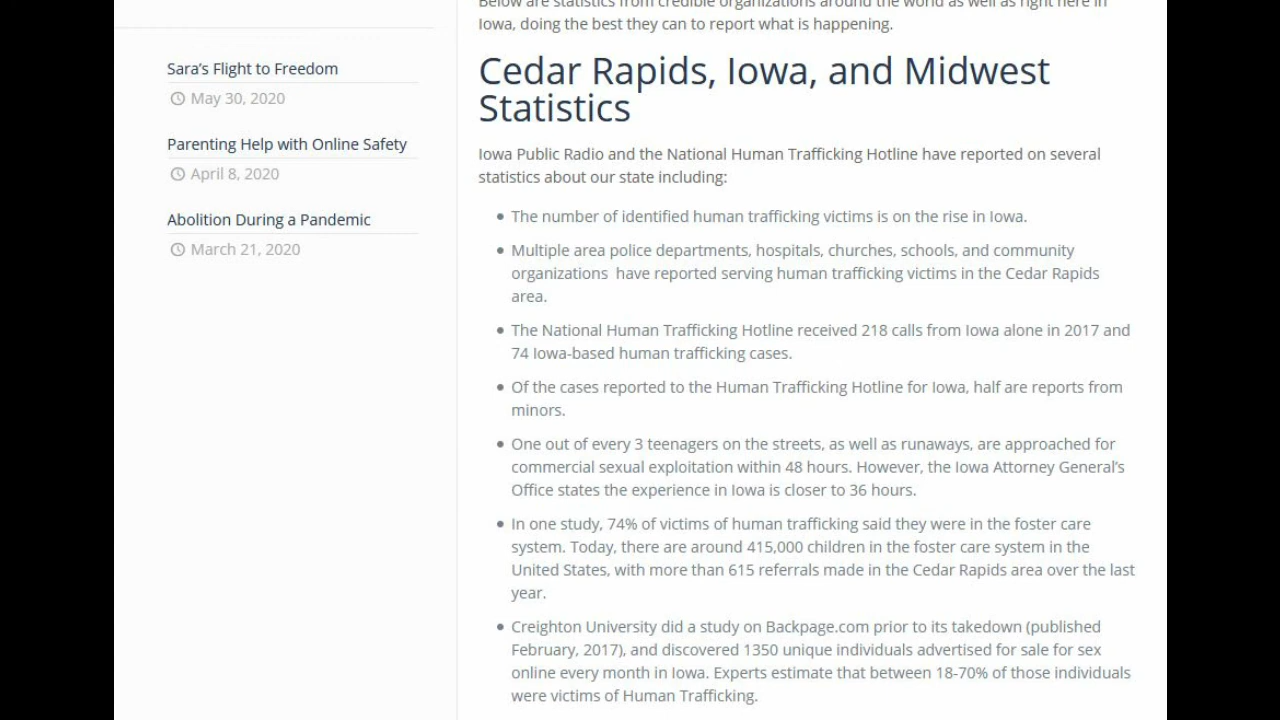 Below are statistics from credible organizations around the world as well as right here in
Iowa, doing the best they can to report what is happening.
Sara's Flight to Freedom
May 30, 2020
Parenting Help with Online Safety
April 8, 2020
Abolition During a Pandemic
March 21, 2020
Cedar Rapids, Iowa, and Midwest
Statistics
Iowa Public Radio and the National Human Trafficking Hotline have reported on several
statistics about our state including:
The number of identified human trafficking victims is on the rise in Iowa.
Multiple area police departments, hospitals, churches, schools, and community
organizations have reported serving human trafficking victims in the Cedar Rapids
area.
The National Human Trafficking Hotline received 218 calls from Iowa alone in 2017 and
74 Iowa-based human trafficking cases.
Of the cases reported to the Human Trafficking Hotline for Iowa, half are reports from
minors.
One out of every 3 teenagers on the streets, as well as runaways, are approached for
commercial sexual exploitation within 48 hours. However, the Iowa Attorney General's
Office states the experience in Iowa is closer to 36 hours.
In one study, 74% of victims of human trafficking said they were in the foster care
system. Today, there are around 415,000 children in the foster care system in the
United States, with more than 615 referrals made in the Cedar Rapids area over the last
year.
Creighton University did a study on Backpage.com prior to its takedown (published
February, 2017), and discovered 1350 unique individuals advertised for sale for sex
online every month in Iowa. Experts estimate that between 18-70% of those individuals
were victims of Human Trafficking.